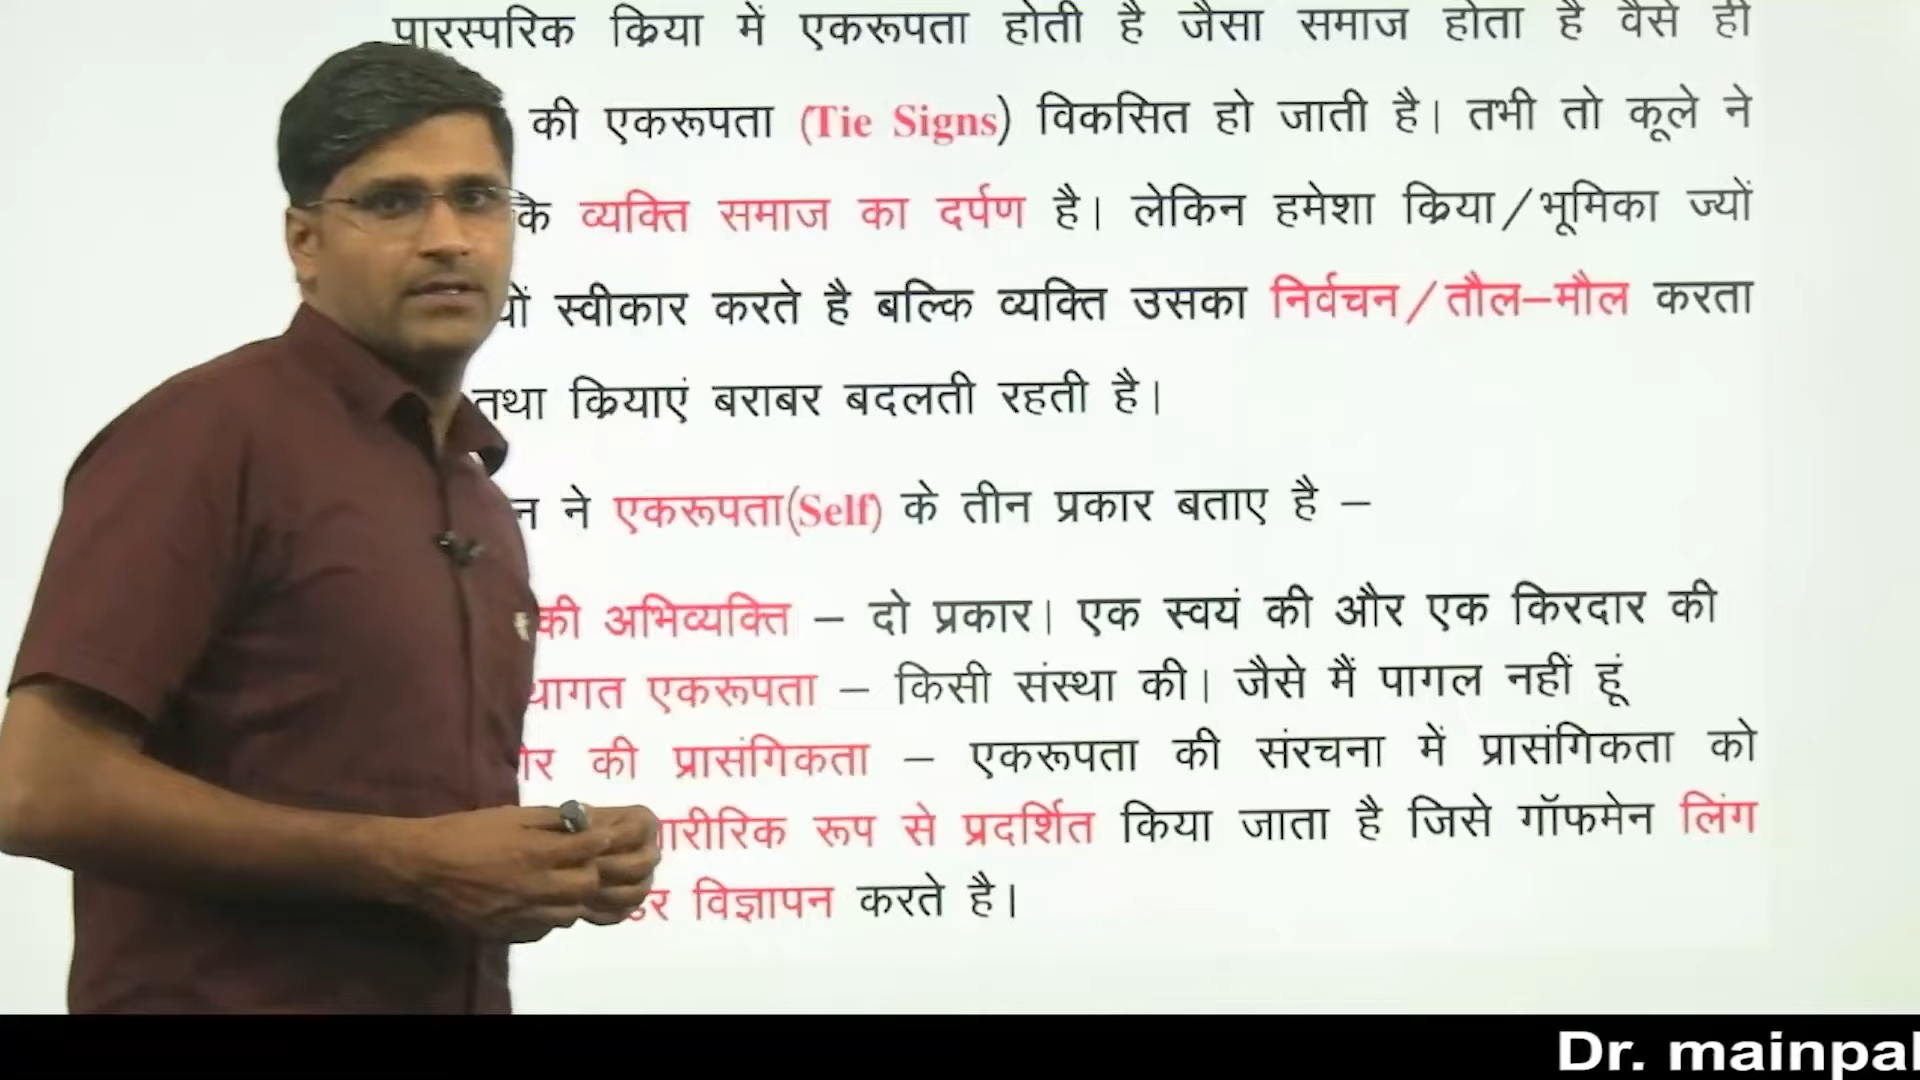 पारस्परिक क्रिया में एकरूपता होती है जैसा समाज होता है वैसे ही
की एकरूपता (Tie Signs) विकसित हो जाती है। तभी तो कूले ने
कि व्यक्ति समाज का दर्पण है। लेकिन हमेशा क्रिया/भूमिका ज्यों
स्वीकार करते है बल्कि व्यक्ति उसका निर्वचन/तौल–मौल करता
तथा क्रियाएं बराबर बदलती रहती है।
ने एकरूपता(Self) के तीन प्रकार बताए है –
की अभिव्यक्ति – दो प्रकार। एक स्वयं की और एक किरदार की
एकरूपता – किसी संस्था की। जैसे मैं पागल नहीं हूं
की प्रासंगिकता – एकरूपता की संरचना में प्रासंगिकता को
रूप से प्रदर्शित किया जाता है जिसे गॉफमेन लिंग
विज्ञापन करते है।
Dr. mainpal